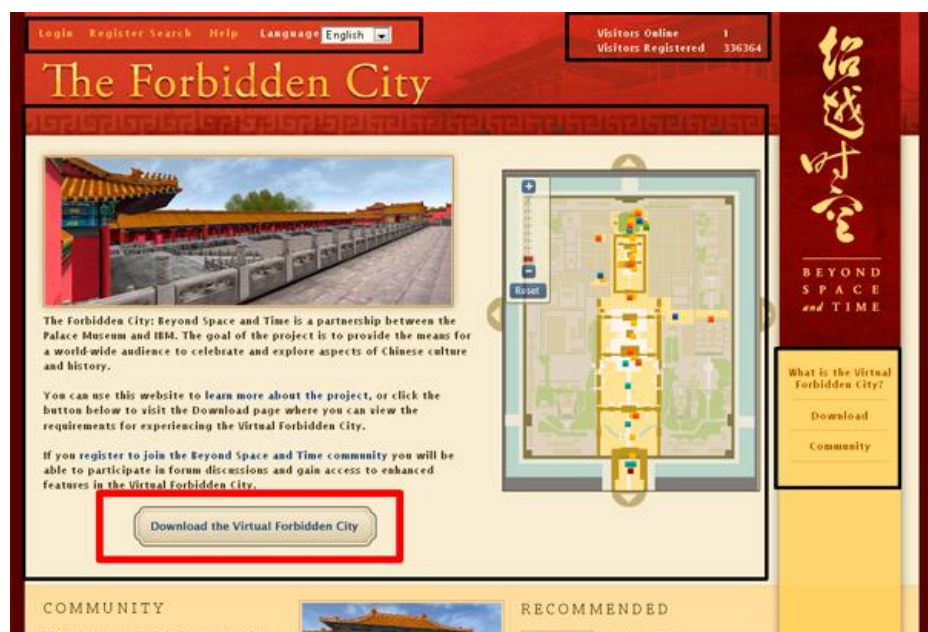 Login Register Search Help Language English
Visitors Online 1
Visitors Registered 336364
The Forbidden City
超越时空
BEYOND
SPACE
and TIME
Reset
The Forbidden City: Beyond Space and Time is a partnership between the
Palace Museum and IBM. The goal of the project is to provide the means for
a world-wide audience to celebrate and explore aspects of Chinese culture
and history.
You can use this website to learn more about the project, or click the
button below to visit the Download page where you can view the
requirements for experiencing the Virtual Forbidden City.
If you register to join the Beyond Space and Time community you will be
able to participate in forum discussions and gain access to enhanced
features in the Virtual Forbidden City.
Download the Virtual Forbidden City
What is the Virtual
Forbidden City?
Download
Community
COMMUNITY
RECOMMENDED